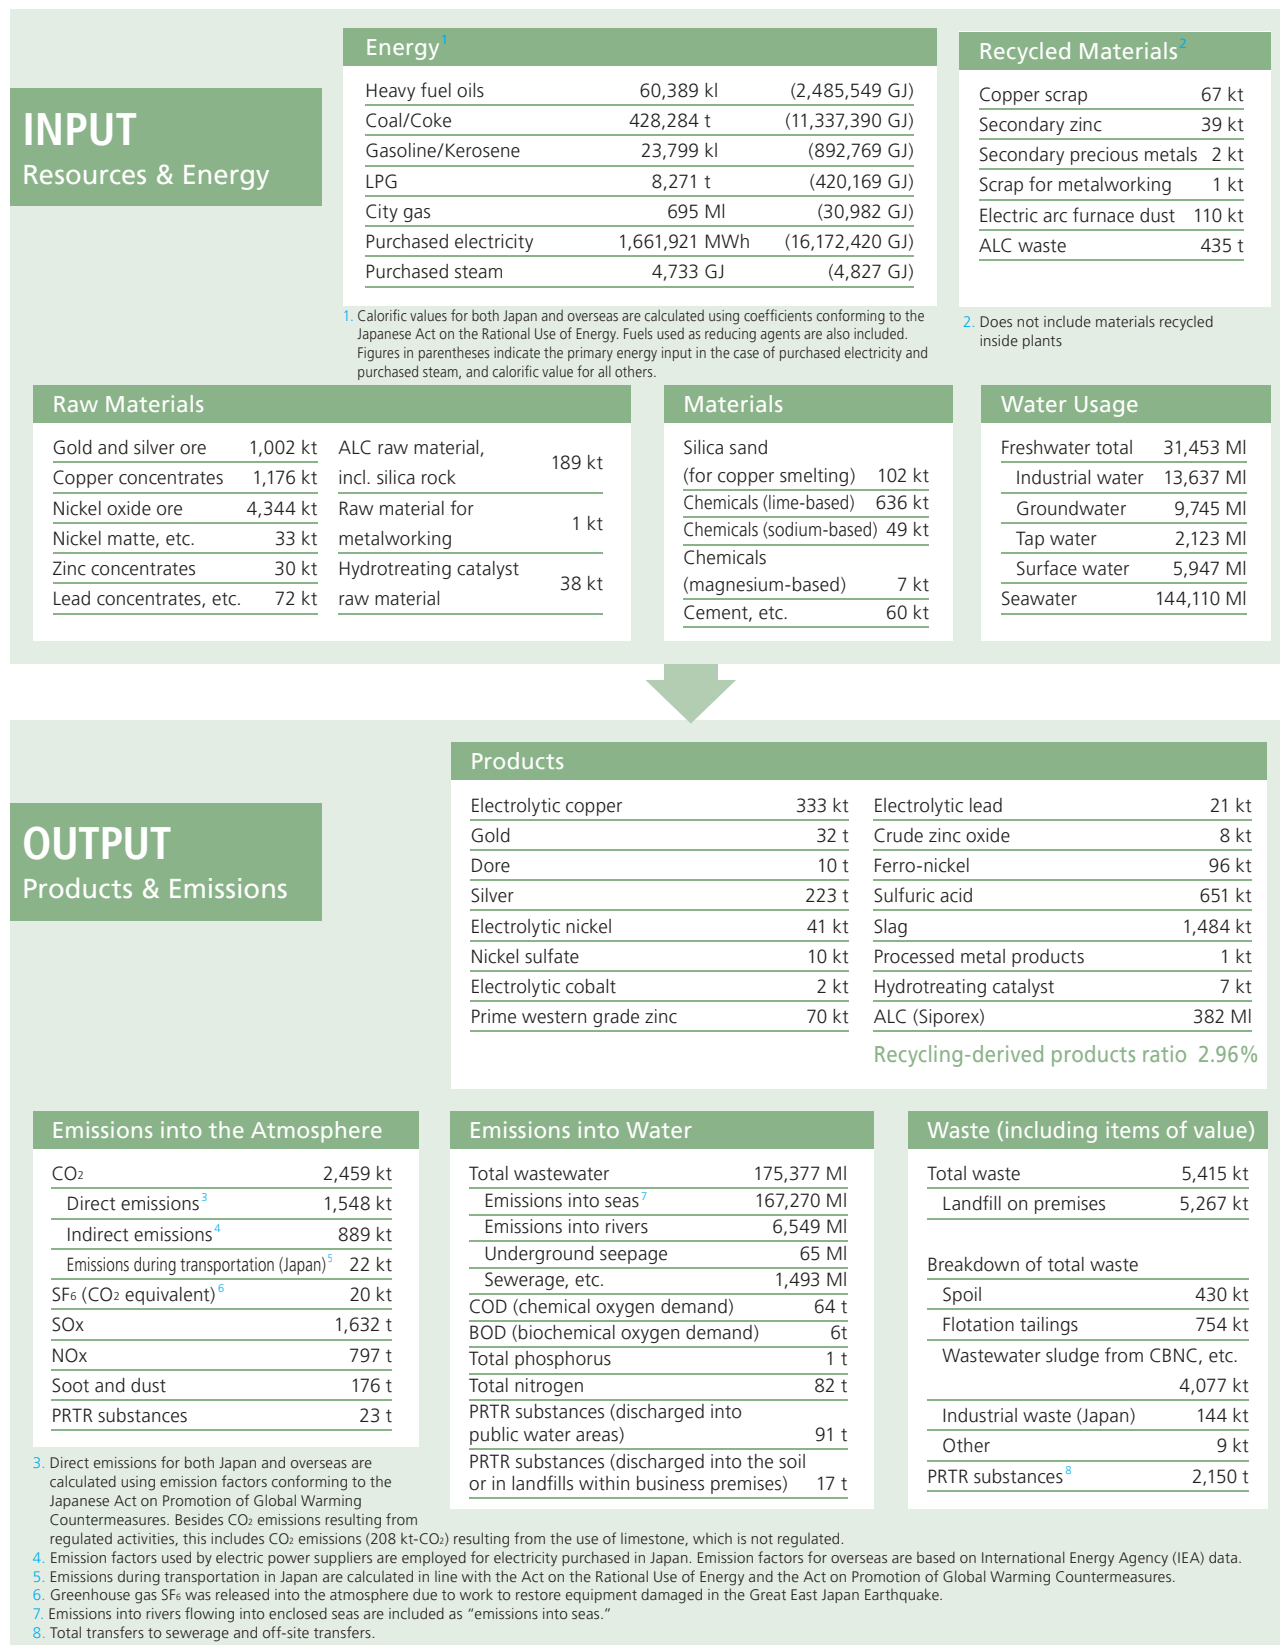 INPUT
Resources & Energy
Energy1
Heavy fuel oils 60,389 kl (2,485,549 GJ)
Coal/Coke 428,284 t (11,337,390 GJ)
Gasoline/Kerosene 23,799 kl (892,769 GJ)
LPG 8,271 t (420,169 GJ)
City gas 695 Ml (30,982 GJ)
Purchased electricity 1,661,921 MWh (16,172,420 GJ)
Purchased steam 4,733 GJ (4,827 GJ)
1. Calorific values for both Japan and overseas are calculated using coefficients conforming to the
Japanese Act on the Rational Use of Energy. Fuels used as reducing agents are also included.
Figures in parentheses indicate the primary energy input in the case of purchased electricity and
purchased steam, and calorific value for all others.
Recycled Materials2
Copper scrap 67 kt
Secondary zinc 39 kt
Secondary precious metals 2 kt
Scrap for metalworking 1 kt
Electric arc furnace dust 110 kt
ALC waste 435 t
2. Does not include materials recycled
inside plants
Raw Materials
Gold and silver ore 1,002 kt
Copper concentrates 1,176 kt
Nickel oxide ore 4,344 kt
Nickel matte, etc. 33 kt
Zinc concentrates 30 kt
Lead concentrates, etc. 72 kt
ALC raw material,
incl. silica rock 189 kt
Raw material for
metalworking 1 kt
Hydrotreating catalyst
raw material 38 kt
Materials
Silica sand
(for copper smelting) 102 kt
Chemicals (lime-based) 636 kt
Chemicals (sodium-based) 49 kt
Chemicals
(magnesium-based) 7 kt
Cement, etc. 60 kt
Water Usage
Freshwater total 31,453 Ml
Industrial water 13,637 Ml
Groundwater 9,745 Ml
Tap water 2,123 Ml
Surface water 5,947 Ml
Seawater 144,110 Ml
OUTPUT
Products & Emissions
Products
Electrolytic copper 333 kt
Gold 32 t
Dore 10 t
Silver 223 t
Electrolytic nickel 41 kt
Nickel sulfate 10 kt
Electrolytic cobalt 2 kt
Prime western grade zinc 70 kt
Electrolytic lead 21 kt
Crude zinc oxide 8 kt
Ferro-nickel 96 kt
Sulfuric acid 651 kt
Slag 1,484 kt
Processed metal products 1 kt
Hydrotreating catalyst 7 kt
ALC (Siporex) 382 Ml
Recycling-derived products ratio 2.96%
Emissions into the Atmosphere
CO2 2,459 kt
Direct emissions3 1,548 kt
Indirect emissions4 889 kt
Emissions during transportation (Japan)5 22 kt
SF6 (CO2 equivalent)6 20 kt
SOx 1,632 t
NOx 797 t
Soot and dust 176 t
PRTR substances 23 t
Emissions into Water
Total wastewater 175,377 Ml
Emissions into seas7 167,270 Ml
Emissions into rivers 6,549 Ml
Underground seepage 65 Ml
Sewerage, etc. 1,493 Ml
COD (chemical oxygen demand) 64 t
BOD (biochemical oxygen demand) 6t
Total phosphorus 1 t
Total nitrogen 82 t
PRTR substances (discharged into
public water areas) 91 t
PRTR substances (discharged into the soil
or in landfills within business premises) 17 t
Waste (including items of value)
Total waste 5,415 kt
Landfill on premises 5,267 kt
Breakdown of total waste
Spoil 430 kt
Flotation tailings 754 kt
Wastewater sludge from CBNC, etc.
4,077 kt
Industrial waste (Japan) 144 kt
Other 9 kt
PRTR substances8 2,150 t
3. Direct emissions for both Japan and overseas are
calculated using emission factors conforming to the
Japanese Act on Promotion of Global Warming
Countermeasures. Besides CO2 emissions resulting from
regulated activities, this includes CO2 emissions (208 kt-CO2) resulting from the use of limestone, which is not regulated.
4. Emission factors used by electric power suppliers are employed for electricity purchased in Japan. Emission factors for overseas are based on International Energy Agency (IEA) data.
5. Emissions during transportation in Japan are calculated in line with the Act on the Rational Use of Energy and the Act on Promotion of Global Warming Countermeasures.
6. Greenhouse gas SF6 was released into the atmosphere due to work to restore equipment damaged in the Great East Japan Earthquake.
7. Emissions into rivers flowing into enclosed seas are included as “emissions into seas.”
8. Total transfers to sewerage and off-site transfers.